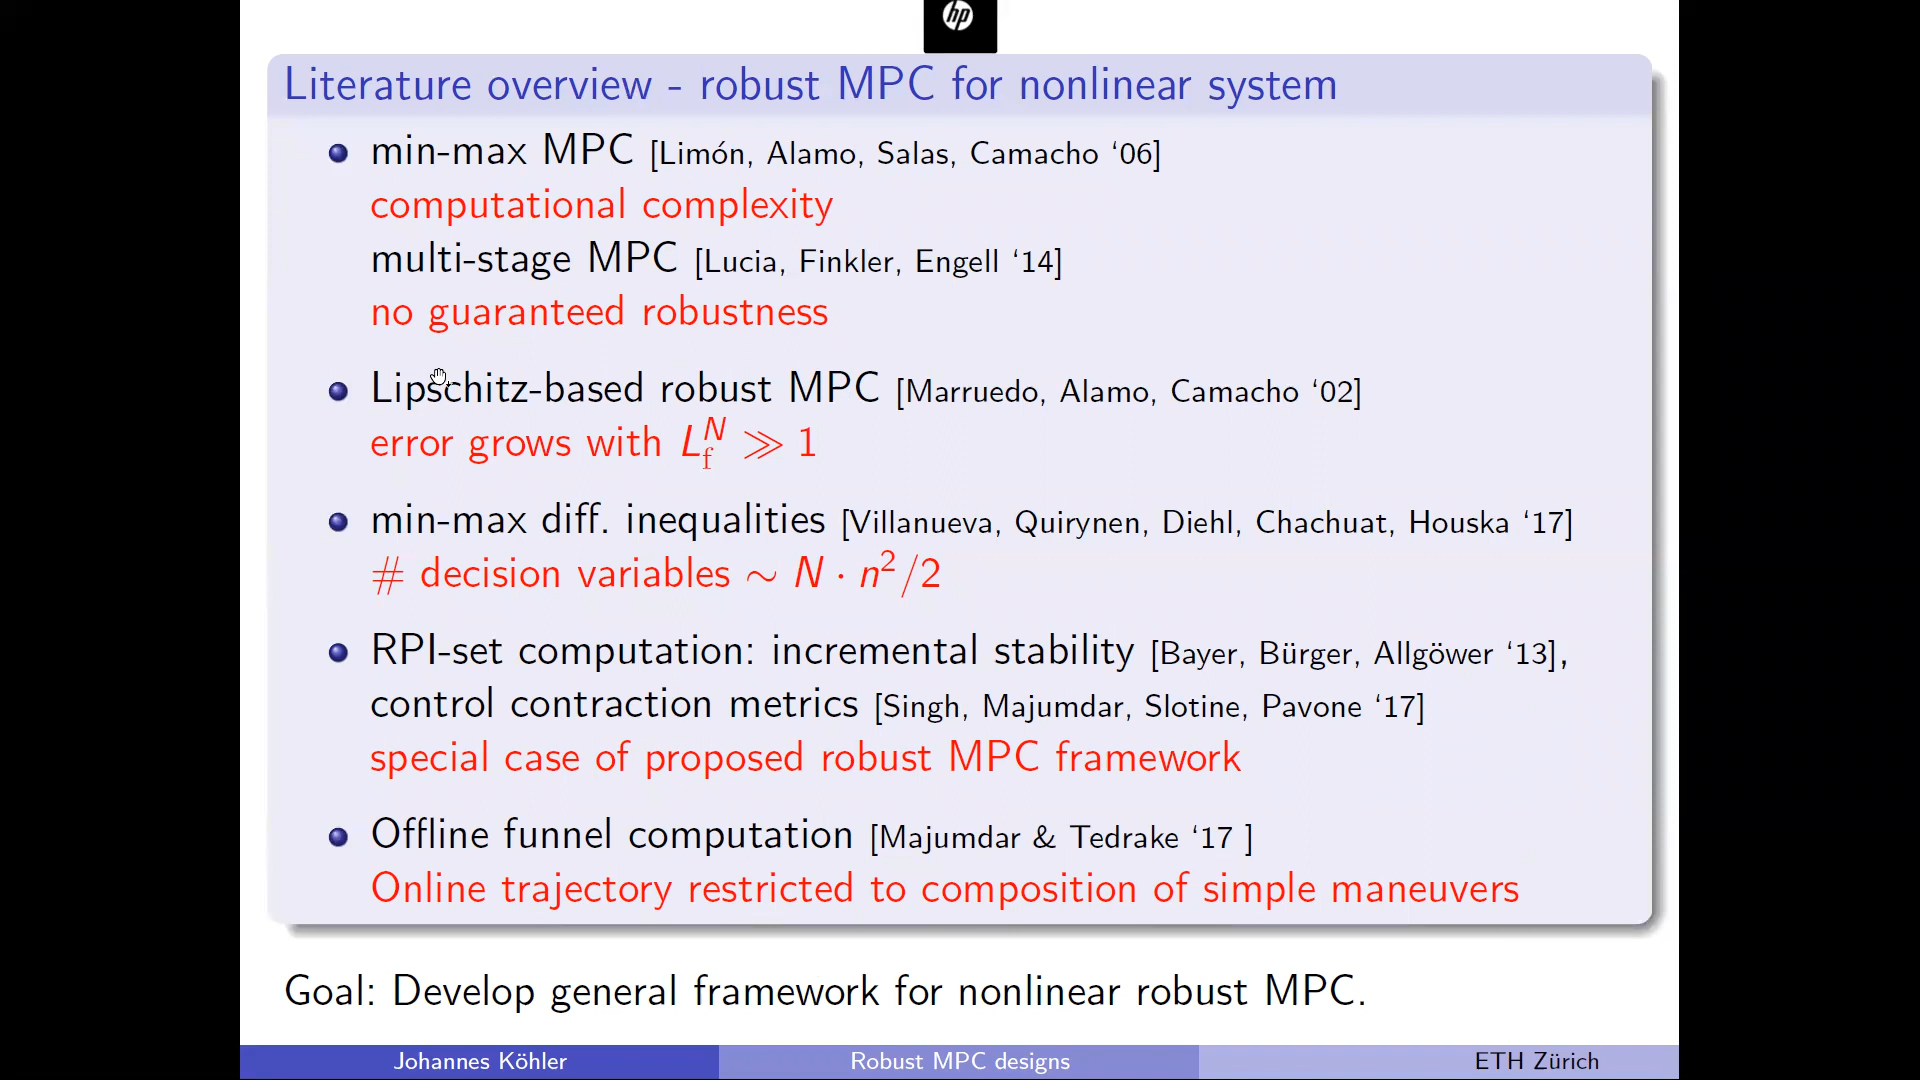 hp
Literature overview - robust MPC for nonlinear system
min-max MPC [Limón, Alamo, Salas, Camacho ‘06]
computational complexity
multi-stage MPC [Lucia, Finkler, Engell ‘14]
no guaranteed robustness
Lipschitz-based robust MPC [Marruedo, Alamo, Camacho ‘02]
error grows with $L_{\mathrm{f}}^{N} \gg 1$
min-max diff. inequalities [Villanueva, Quirynen, Diehl, Chachuat, Houska ‘17]
# decision variables ∼ $N \cdot n^2/2$
RPI-set computation: incremental stability [Bayer, Bürger, Allgöwer ‘13],
control contraction metrics [Singh, Majumdar, Slotine, Pavone ‘17]
special case of proposed robust MPC framework
Offline funnel computation [Majumdar & Tedrake ‘17 ]
Online trajectory restricted to composition of simple maneuvers
Goal: Develop general framework for nonlinear robust MPC.
Johannes Köhler
Robust MPC designs
ETH Zürich